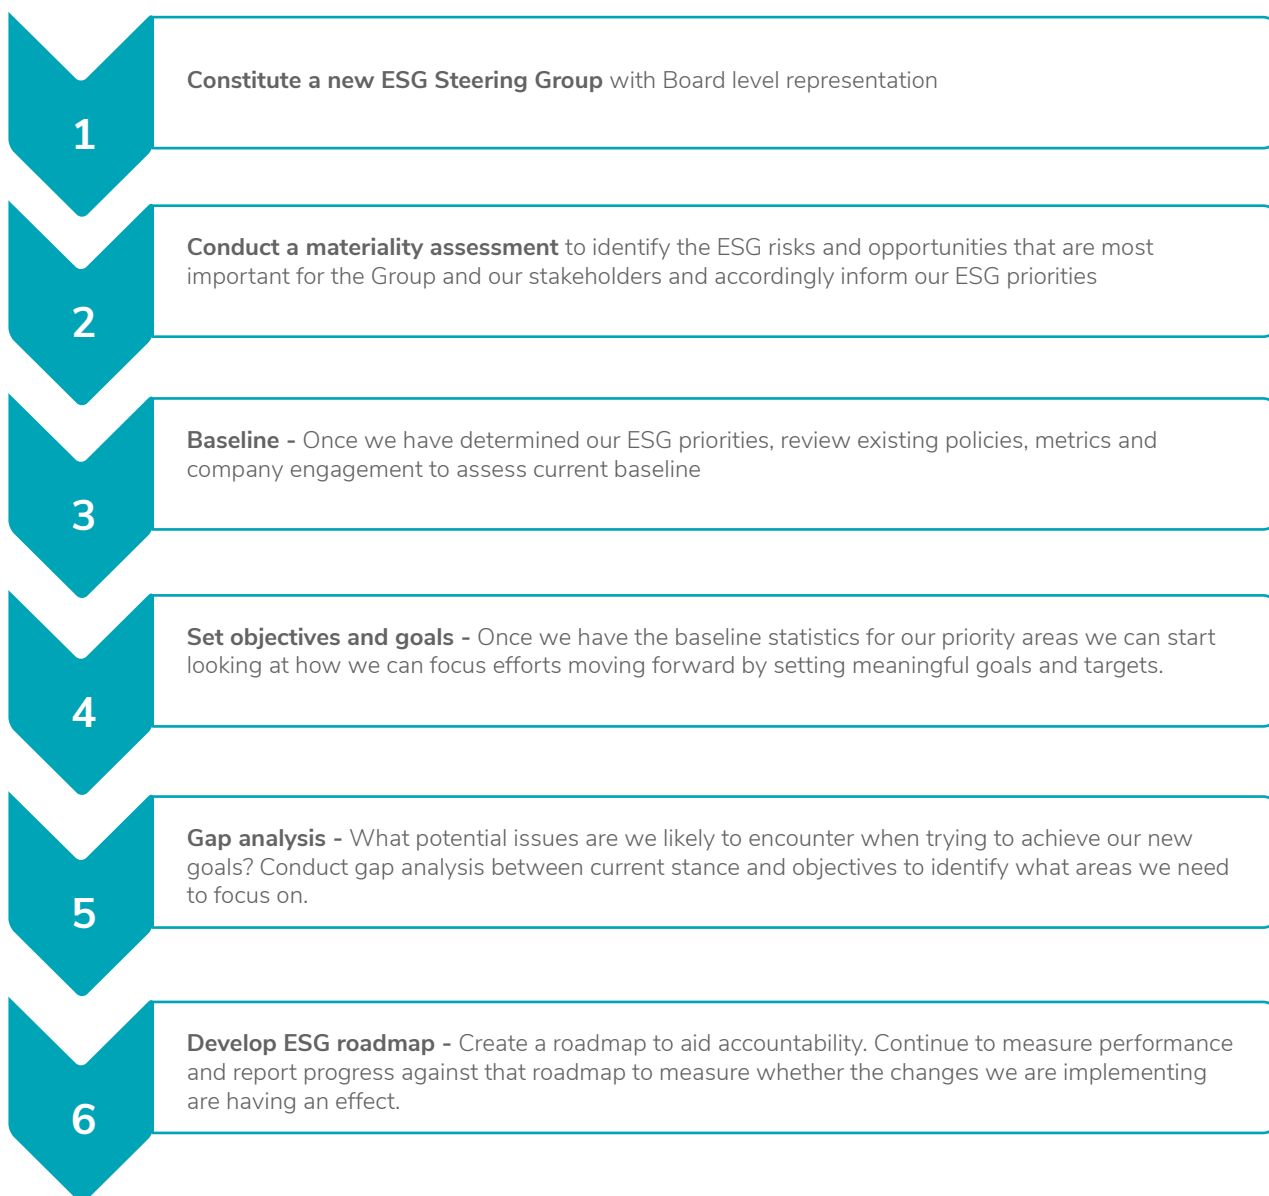 Constitute a new ESG Steering Group with Board level representation
1
Conduct a materiality assessment to identify the ESG risks and opportunities that are most
important for the Group and our stakeholders and accordingly inform our ESG priorities
2
Baseline - Once we have determined our ESG priorities, review existing policies, metrics and
company engagement to assess current baseline
3
Set objectives and goals - Once we have the baseline statistics for our priority areas we can start
looking at how we can focus efforts moving forward by setting meaningful goals and targets.
4
Gap analysis - What potential issues are we likely to encounter when trying to achieve our new
goals? Conduct gap analysis between current stance and objectives to identify what areas we need
to focus on.
5
Develop ESG roadmap - Create a roadmap to aid accountability. Continue to measure performance
and report progress against that roadmap to measure whether the changes we are implementing
are having an effect.
6